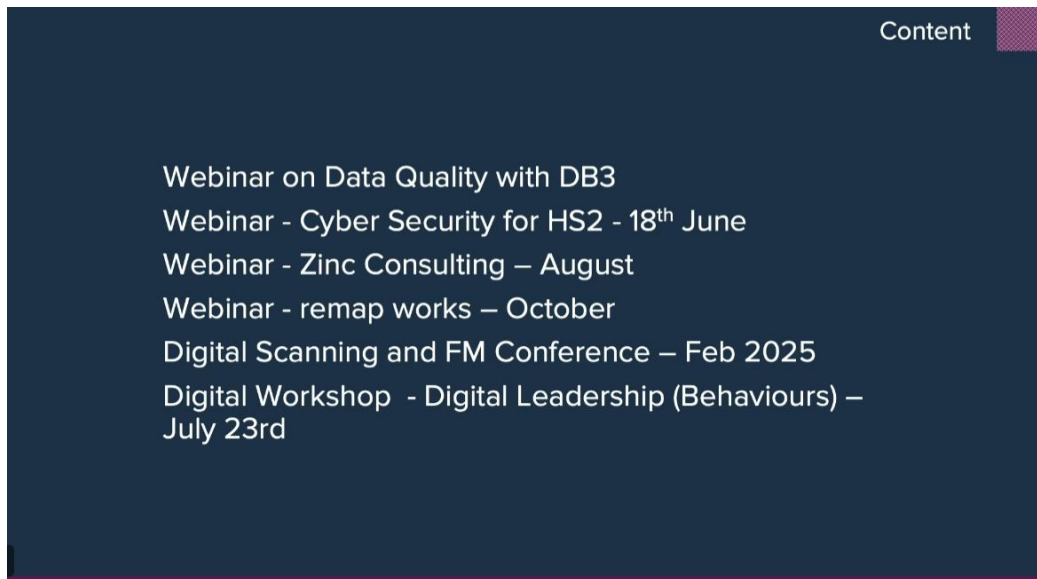 Content
Webinar on Data Quality with DB3
Webinar - Cyber Security for HS2 - 18th June
Webinar - Zinc Consulting – August
Webinar - remap works – October
Digital Scanning and FM Conference – Feb 2025
Digital Workshop  - Digital Leadership (Behaviours) –
July 23rd